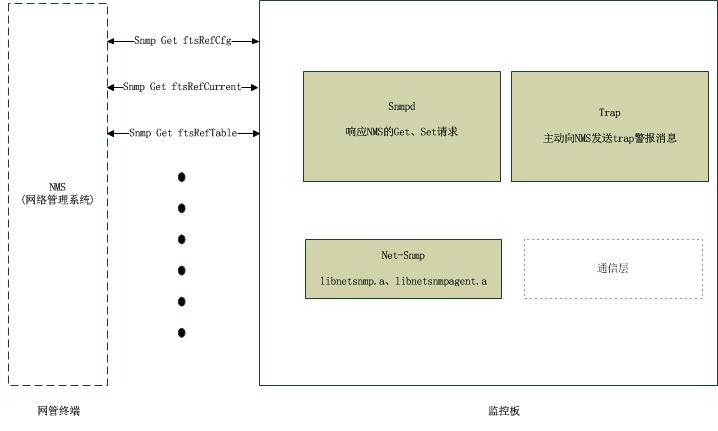 Snmp Get ftsRefCfg
Snmp Get ftsRefCurrent
Snmp Get ftsRefTable
NMS
(网络管理系统)
Snmpd
响应NMS的Get、Set请求
Trap
主动向NMS发送trap警报消息
Net-Snmp
libnetsnmp.a、libnetsnmpagent.a
通信层
网管终端
监控板